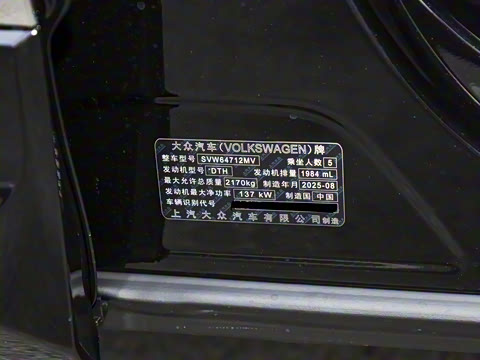 大众汽车(VOLKSWAGEN)牌
整车型号 SVW64712MV 乘坐人数 5
发动机型号 DTH 发动机排量 1984 mL
最大允许总质量 2170kg 制造年月 2025-08
发动机最大净功率 137 kW 制造国 中国
车辆识别代号
上汽大众汽车有限公司制造